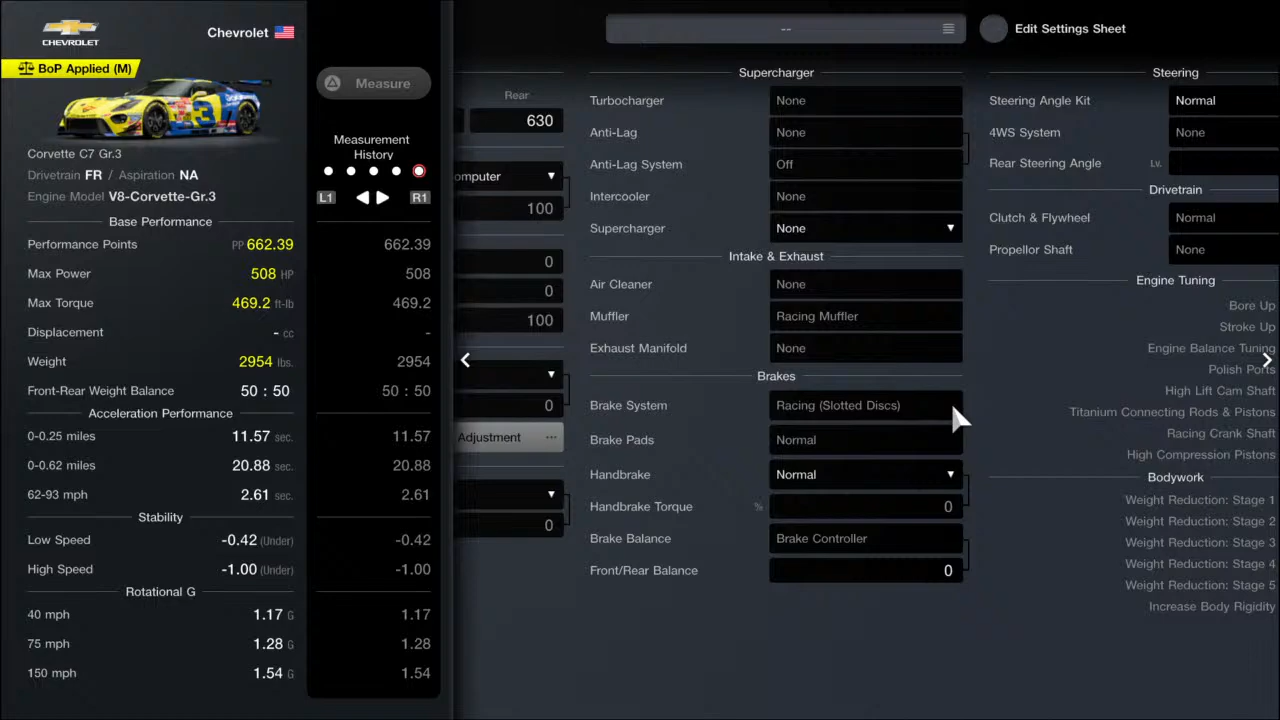 CHEVROLET
Chevrolet
BoP Applied (M)
3
Corvette C7 Gr.3
Drivetrain FR / Aspiration NA
Engine Model V8-Corvette-Gr.3
Base Performance
Performance Points PP 662.39
Max Power 508 HP
Max Torque 469.2 ft-lb
Displacement - cc
Weight 2954 lbs.
Front-Rear Weight Balance 50 : 50
Acceleration Performance
0-0.25 miles 11.57 sec.
0-0.62 miles 20.88 sec.
62-93 mph 2.61 sec.
Stability
Low Speed -0.42 (Under)
High Speed -1.00 (Under)
Rotational G
40 mph 1.17 G
75 mph 1.28 G
150 mph 1.54 G
Measure
Measurement
History
L1 R1
662.39
508
469.2
-
2954
50 : 50
11.57
20.88
2.61
-0.42
-1.00
1.17
1.28
1.54
Rear
630
omputer
100
0
0
100
0
Adjustment ...
0
--
Edit Settings Sheet
Supercharger
Turbocharger None
Anti-Lag None
Anti-Lag System Off
Intercooler None
Supercharger None
Intake & Exhaust
Air Cleaner None
Muffler Racing Muffler
Exhaust Manifold None
Brakes
Brake System Racing (Slotted Discs)
Brake Pads Normal
Handbrake Normal
Handbrake Torque % 0
Brake Balance Brake Controller
Front/Rear Balance 0
Steering
Steering Angle Kit Normal
4WS System None
Rear Steering Angle Lv.
Drivetrain
Clutch & Flywheel Normal
Propellor Shaft None
Engine Tuning
Bore Up
Stroke Up
Engine Balance Tuning
Polish Ports
High Lift Cam Shaft
Titanium Connecting Rods & Pistons
Racing Crank Shaft
High Compression Pistons
Bodywork
Weight Reduction: Stage 1
Weight Reduction: Stage 2
Weight Reduction: Stage 3
Weight Reduction: Stage 4
Weight Reduction: Stage 5
Increase Body Rigidity